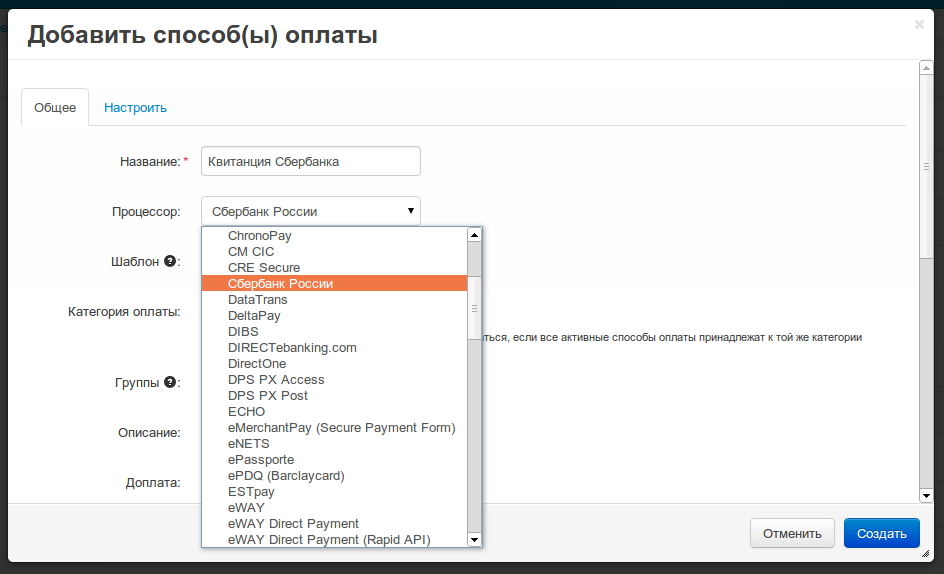 Добавить способ(ы) оплаты
×
Общее
Настроить
Название:*
Квитанция Сбербанка
Процессор:
Сбербанк России
ChronoPay
CM CIC
Шаблон ?:
CRE Secure
Сбербанк России
DataTrans
Категория оплаты:
DeltaPay
DIBS
ться, если все активные способы оплаты принадлежат к той же категории
DIRECTebanking.com
DirectOne
Группы ?:
DPS PX Access
DPS PX Post
ECHO
Описание:
eMerchantPay (Secure Payment Form)
eNETS
ePassporte
Доплата:
ePDQ (Barclaycard)
ESTpay
eWAY
eWAY Direct Payment
eWAY Direct Payment (Rapid API)
Отменить
Создать